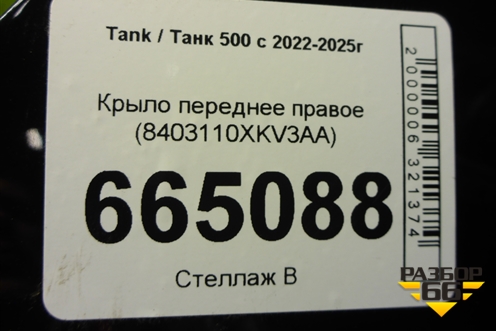 Tank / Танк 500 с 2022-2025г
Крыло переднее правое
(8403110XKV3AA)
665088
Стеллаж В
2000006321374
РАЗБОР
66